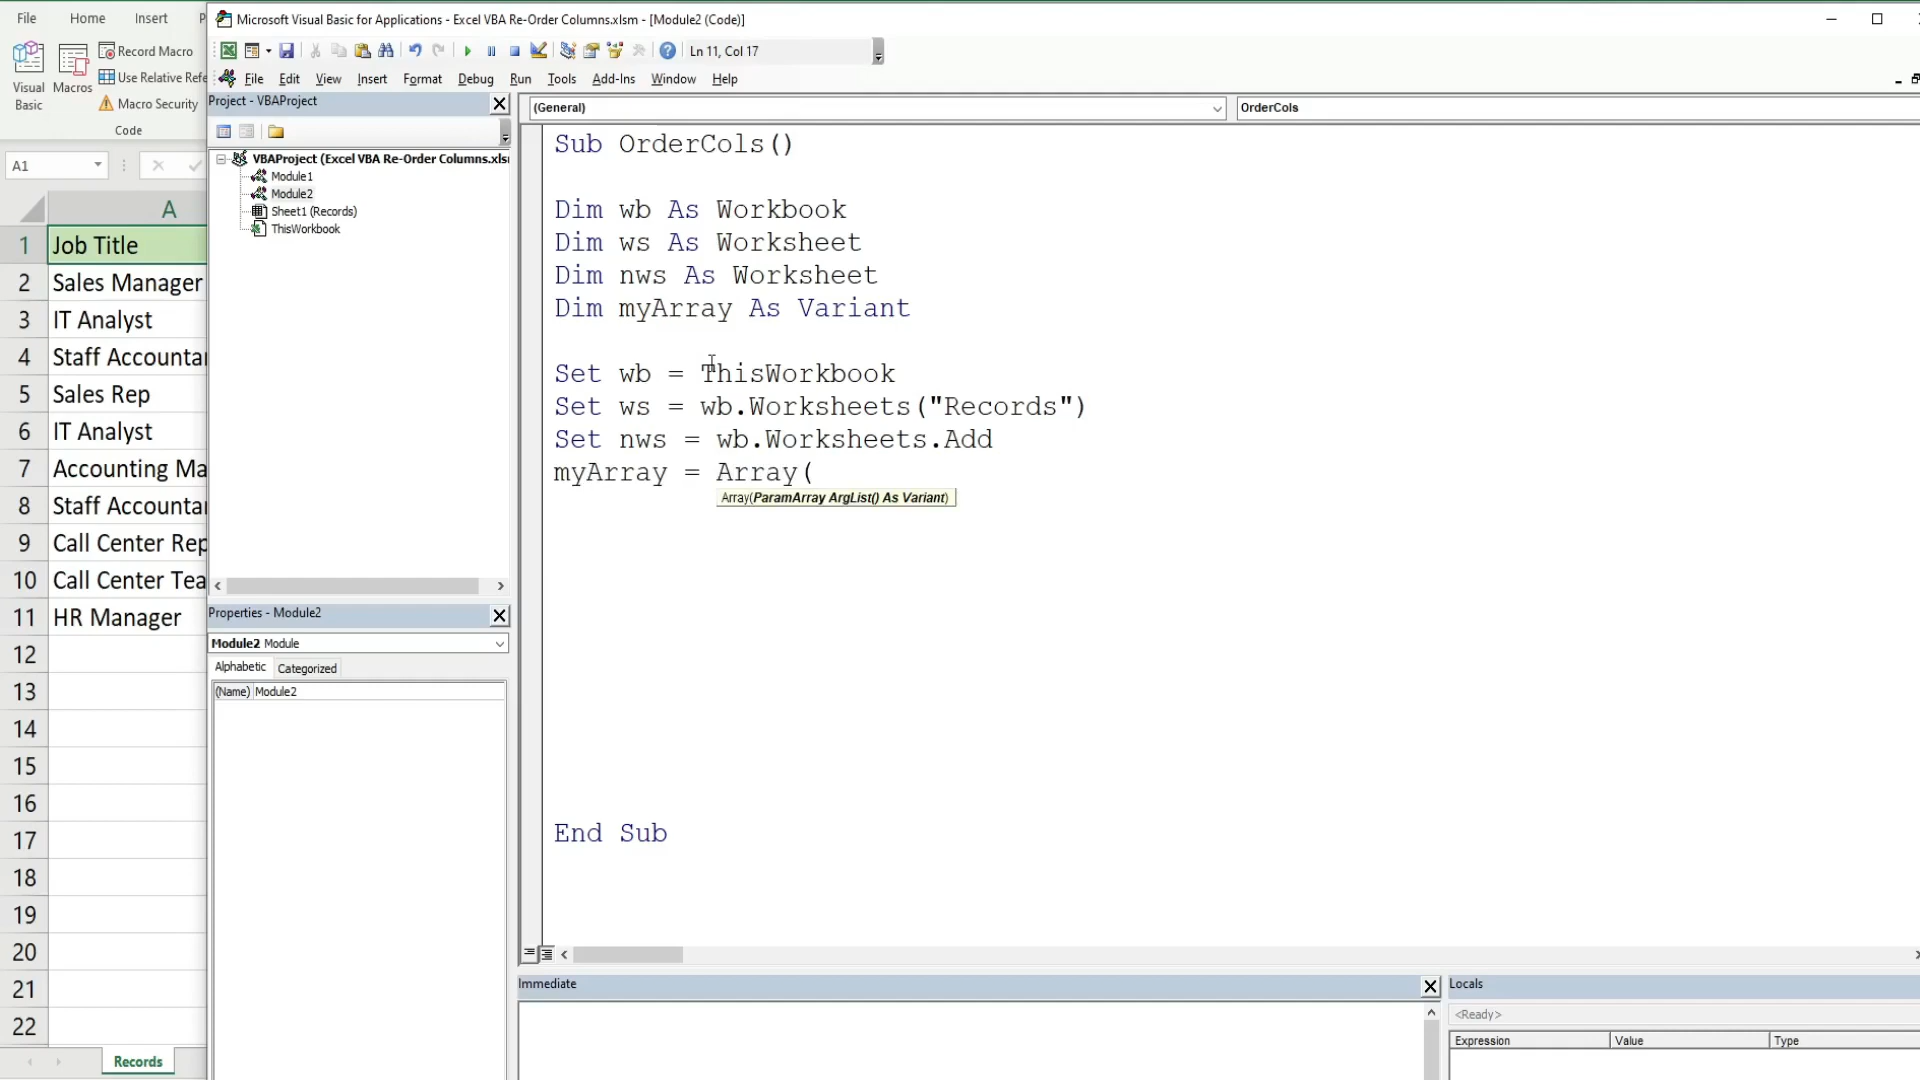 File Home Insert P
Microsoft Visual Basic for Applications - Excel VBA Re-Order Columns.xlsm - [Module2 (Code)]
Record Macro
Use Relative Refe
Macro Security
Visual Basic
Macros
Code
Ln 11, Col 17
File Edit View Insert Format Debug Run Tools Add-Ins Window Help
Project - VBAProject
VBAProject (Excel VBA Re-Order Columns.xlsm
Module1
Module2
Sheet1 (Records)
ThisWorkbook
Properties - Module2
Module2 Module
Alphabetic Categorized
(Name) Module2
(General)
OrderCols
Sub OrderCols()
Dim wb As Workbook
Dim ws As Worksheet
Dim nws As Worksheet
Dim myArray As Variant
Set wb = ThisWorkbook
Set ws = wb.Worksheets("Records")
Set nws = wb.Worksheets.Add
myArray = Array(
Array(ParamArray ArgList() As Variant)
End Sub
Immediate
Locals
<Ready>
Expression Value Type
A1
A
1 Job Title
2 Sales Manager
3 IT Analyst
4 Staff Accountan
5 Sales Rep
6 IT Analyst
7 Accounting Ma
8 Staff Accountan
9 Call Center Rep
10 Call Center Tea
11 HR Manager
12
13
14
15
16
17
18
19
20
21
22
Records